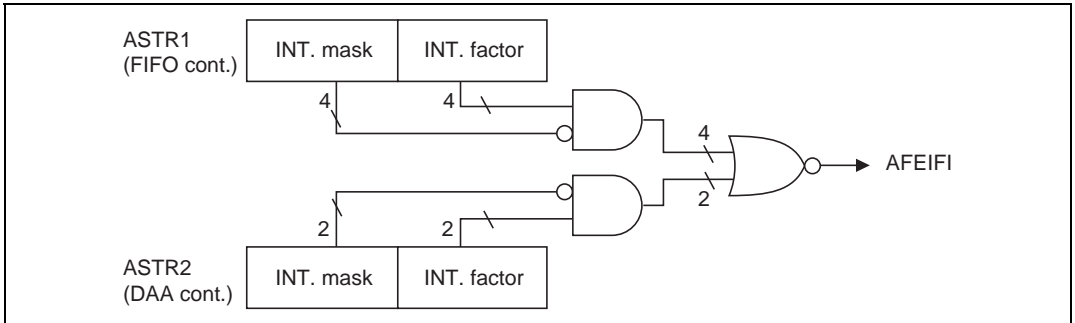 ASTR1
(FIFO cont.)
INT. mask
INT. factor
4
4
4
AFEIFI
2
2
2
ASTR2
(DAA cont.)
INT. mask
INT. factor